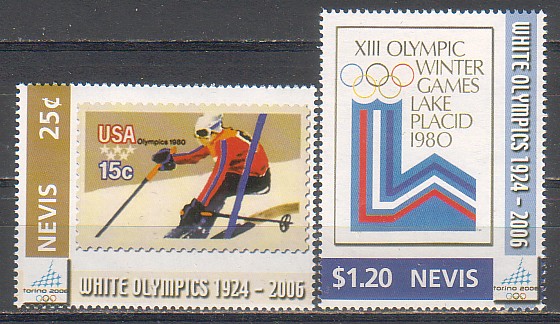 NEVIS 25¢
USA
Olympics 1980
15c
WHITE OLYMPICS 1924 - 2006
torino 2006
XIII OLYMPIC
WINTER
GAMES
LAKE
PLACID
1980
WHITE OLYMPICS 1924 - 2006
$1.20 NEVIS
torino 2006